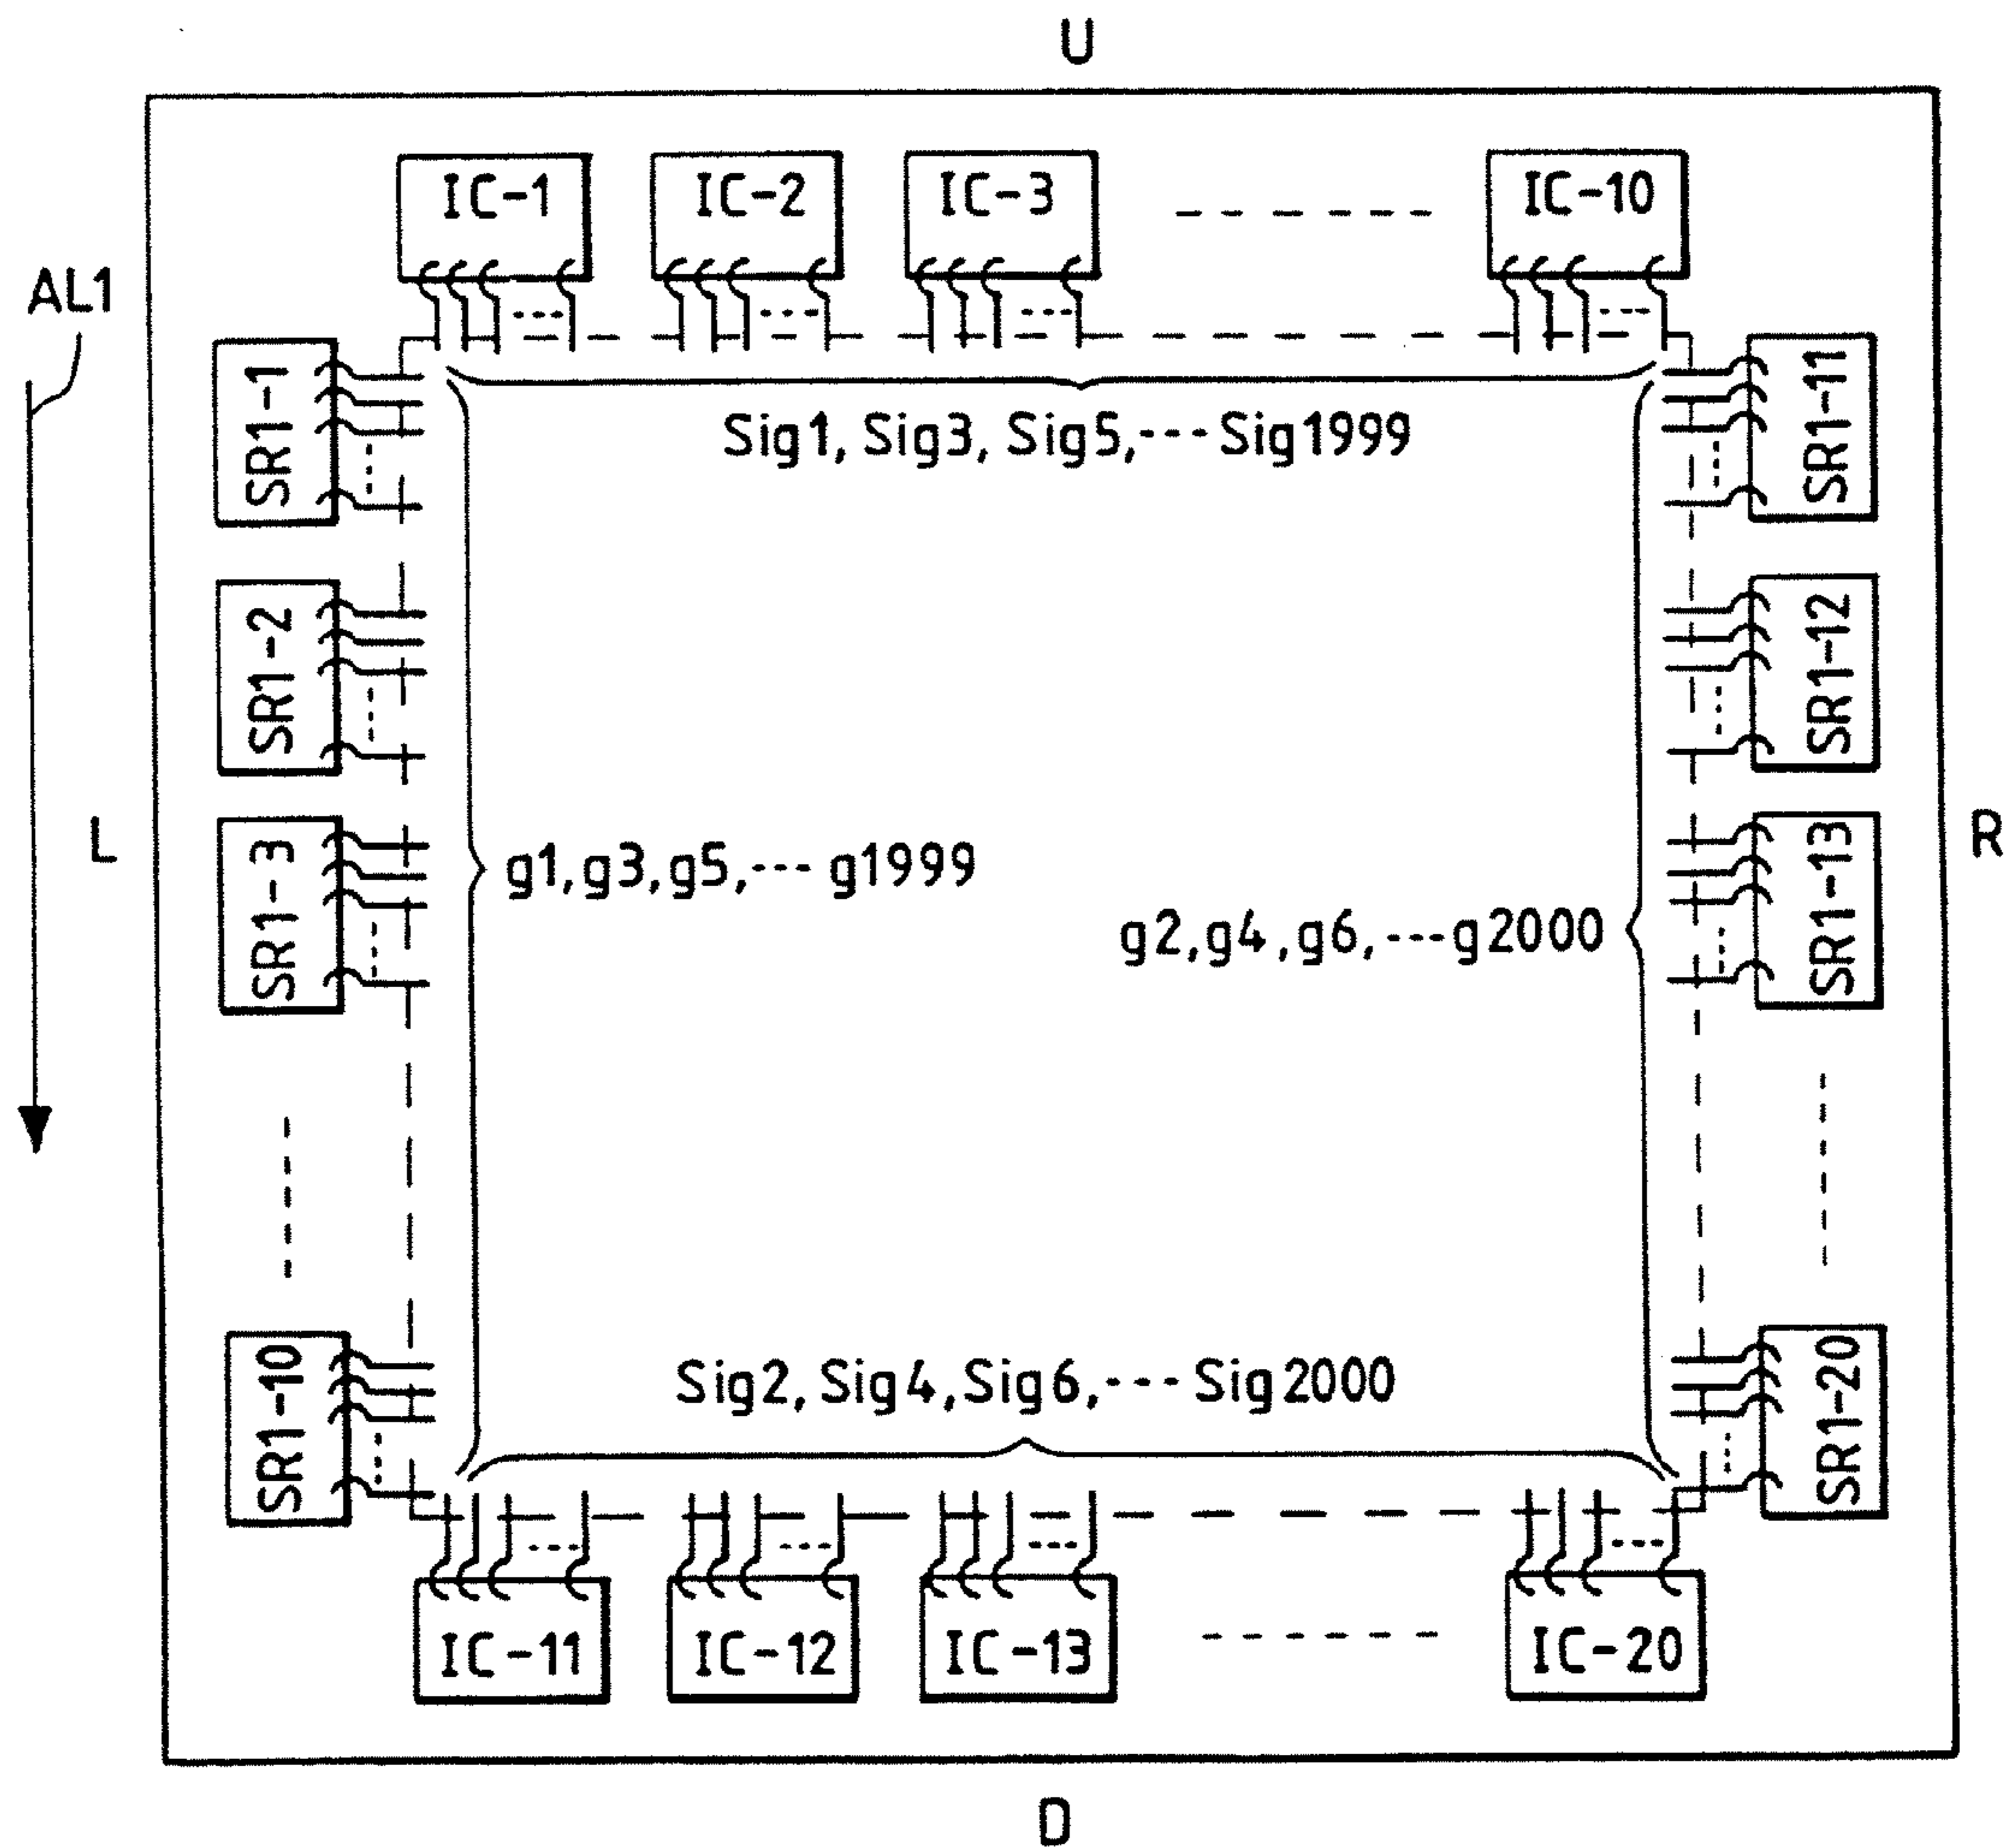 U
IC-1 IC-2 IC-3 IC-10
AL1
SR1-1
SR1-11
Sig1, Sig3, Sig5,--- Sig1999
SR1-2
SR1-12
L
R
SR1-3
SR1-13
g1,g3,g5,--- g1999
g2,g4,g6,---g2000
SR1-10
SR1-20
Sig2, Sig4, Sig6,--- Sig2000
IC-11 IC-12 IC-13 IC-20
D